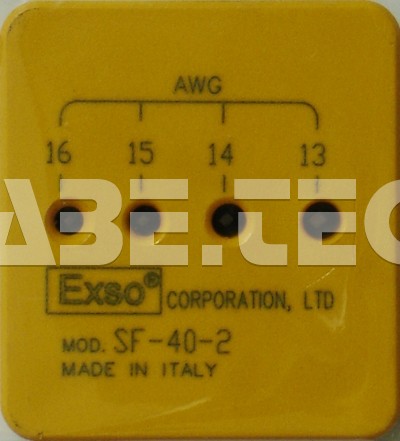 AWG
16 15 14 13
ABE.TEC
Exso® CORPORATION, LTD
MOD. SF-40-2
MADE IN ITALY